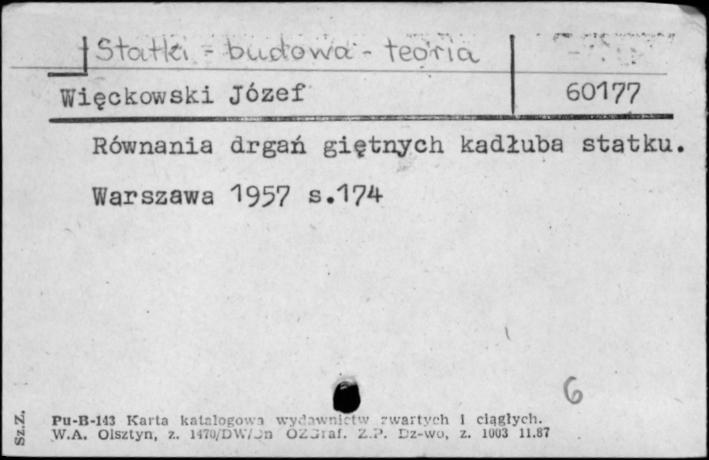 Statki - budowa - teoria
Więckowski Józef 60177
Równania drgań giętnych kadłuba statku.
Warszawa 1957 s.174
6
Sz.Z.
Pu-B-143 Karta katalogowa wydawnictw zwartych i ciągłych.
W.A. Olsztyn, z. 1470/DW/Dn OZGraf. Z.P. Dz-wo, z. 1003 11.87